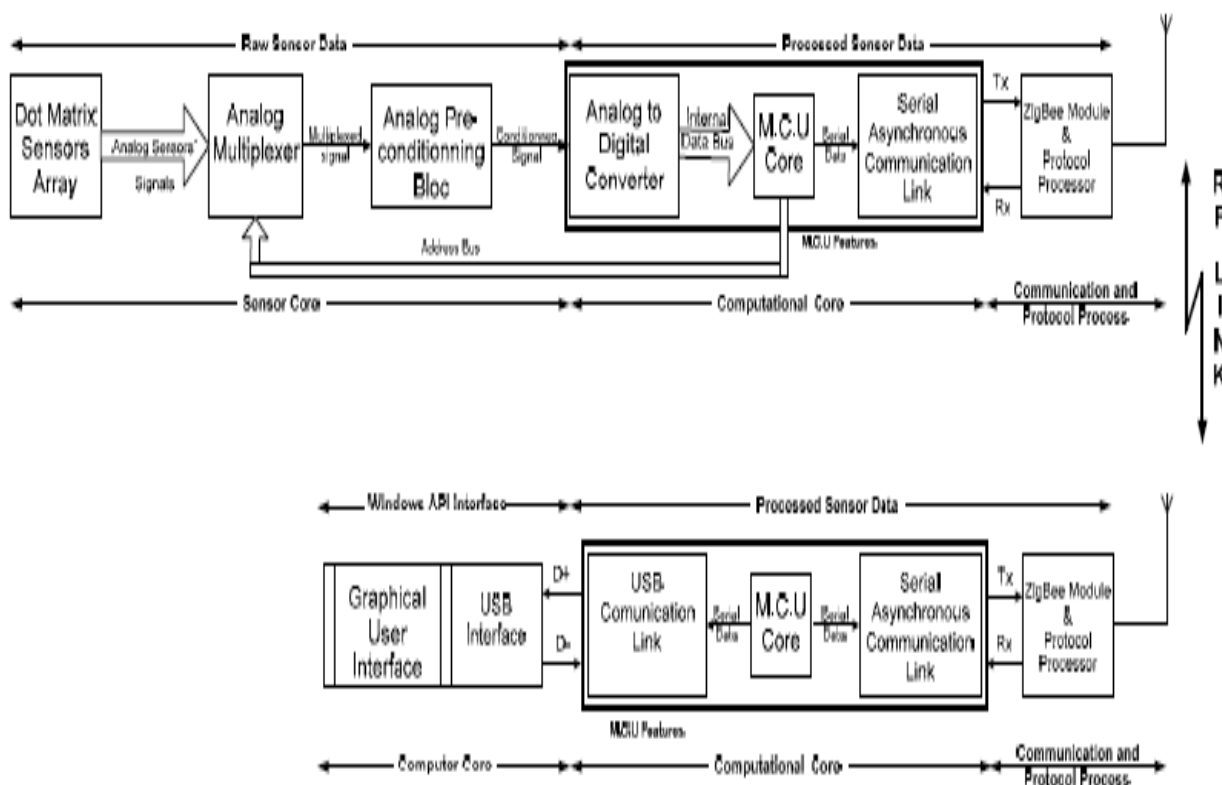 Raw Sensor Data
Processed Sensor Data
Dot Matrix
Sensors
Array
Analog Sensors'
Signals
Analog
Multiplexer
Multiplexed
signal
Analog Pre-
conditionning
Bloc
Conditionned
Signal
Analog to
Digital
Converter
Internal
Data Bus
M.C.U
Core
Serial
Data
Serial
Asynchronous
Communication
Link
Tx
Rx
ZigBee Module
&
Protocol
Processor
M.C.U Features
Address Bus
Sensor Core
Computational Core
Communication and
Protocol Process.
RF LINK
Windows API Interface
Processed Sensor Data
Graphical
User
Interface
USB
Interface
D+
D-
USB
Comunication
Link
Serial
Data
M.C.U
Core
Serial
Data
Serial
Asynchronous
Communication
Link
Tx
Rx
ZigBee Module
&
Protocol
Processor
M.C.U Features
Computer Core
Computational Core
Communication and
Protocol Process.